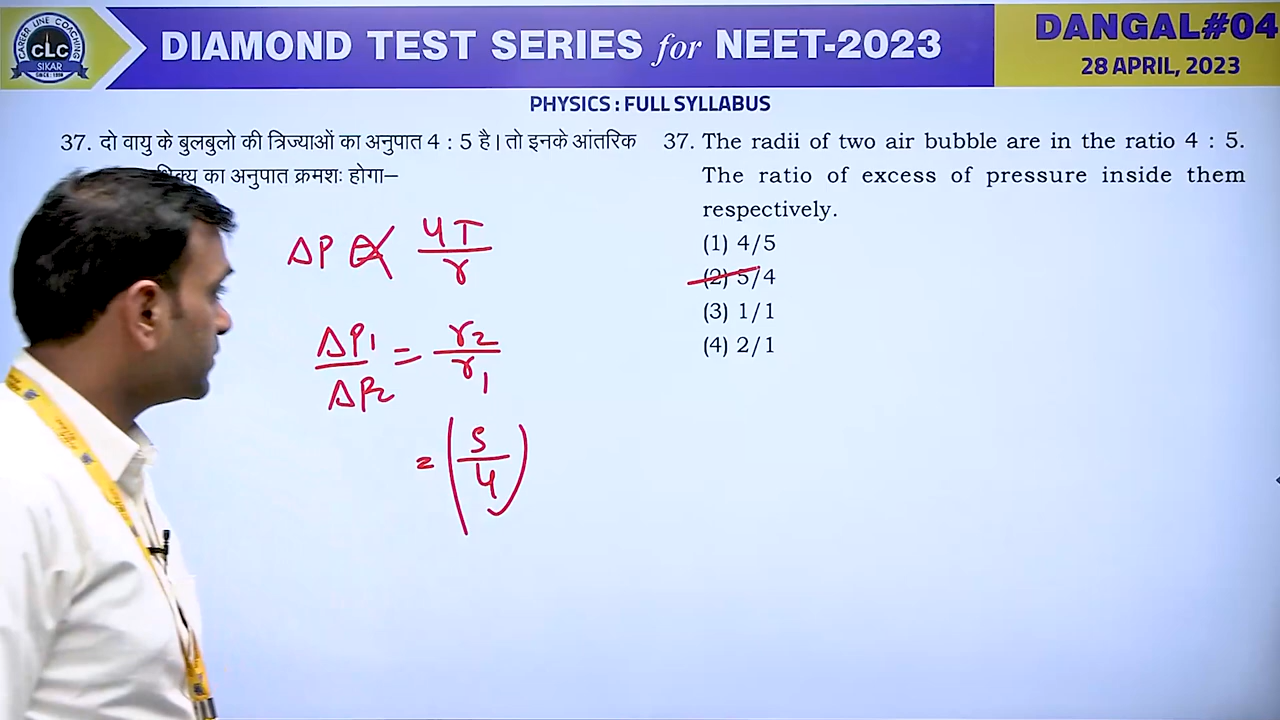 CAREER LINE COACHING
CLC
SIKAR
SINCE : 1996
DIAMOND TEST SERIES for NEET-2023
DANGAL#04
28 APRIL, 2023
PHYSICS : FULL SYLLABUS
37. दो वायु के बुलबुलो की त्रिज्याओं का अनुपात 4 : 5 है। तो इनके आंतरिक
का अनुपात क्रमशः होगा–
ΔP ∝ 4T/r
ΔP1/ΔP2 = r2/r1
= (5/4)
37. The radii of two air bubble are in the ratio 4 : 5.
The ratio of excess of pressure inside them
respectively.
(1) 4/5
(2) 5/4
(3) 1/1
(4) 2/1